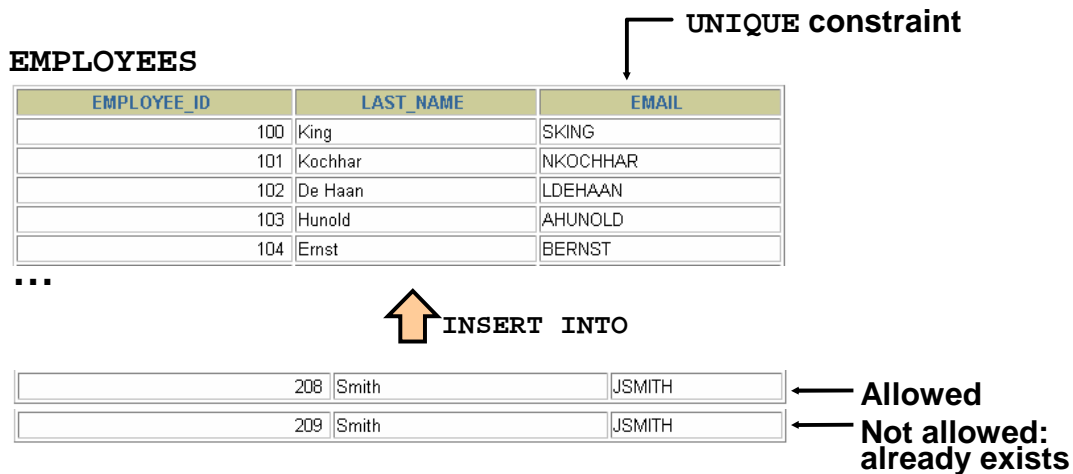 UNIQUE constraint
EMPLOYEES
EMPLOYEE_ID LAST_NAME EMAIL
100 King SKING
101 Kochhar NKOCHHAR
102 De Haan LDEHAAN
103 Hunold AHUNOLD
104 Ernst BERNST
...
INSERT INTO
208 Smith JSMITH
Allowed
209 Smith JSMITH
Not allowed:
already exists